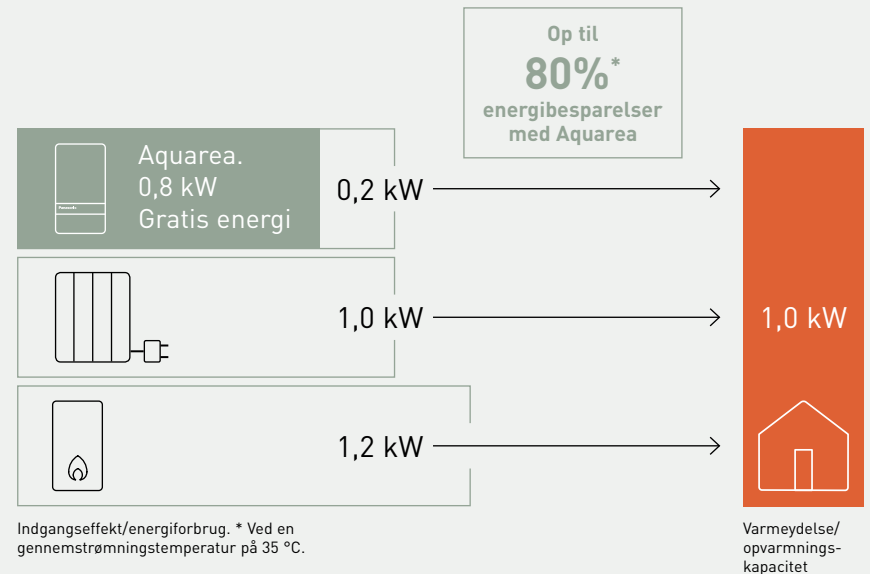 Op til
80%*
energibesparelser
med Aquarea
Aquarea.
0,8 kW
Gratis energi
0,2 kW
1,0 kW
1,0 kW
1,2 kW
Indgangseffekt/energiforbrug. * Ved en
gennemstrømningstemperatur på 35 °C.
Varmeydelse/
opvarmnings-
kapacitet